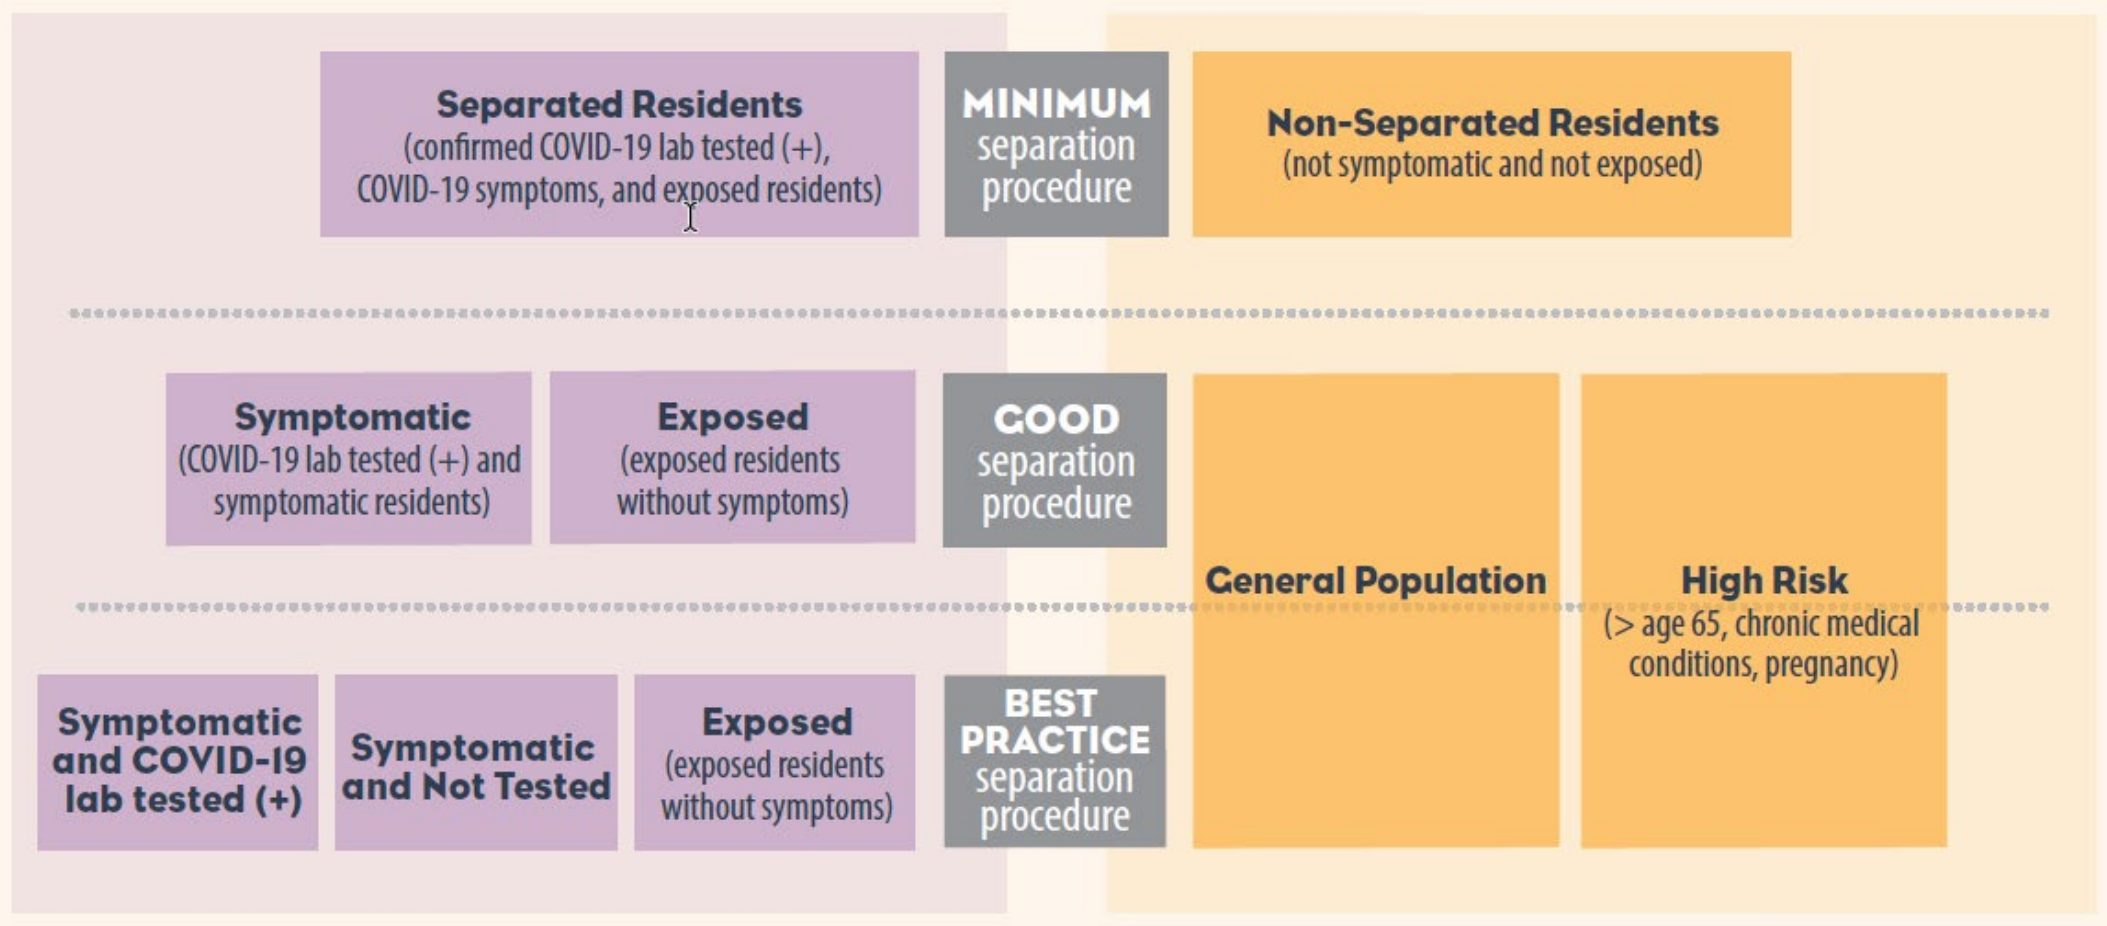 Separated Residents
(confirmed COVID-19 lab tested (+),
COVID-19 symptoms, and exposed residents)
MINIMUM
separation
procedure
Non-Separated Residents
(not symptomatic and not exposed)
Symptomatic
(COVID-19 lab tested (+) and
symptomatic residents)
Exposed
(exposed residents
without symptoms)
GOOD
separation
procedure
General Population
High Risk
(> age 65, chronic medical
conditions, pregnancy)
Symptomatic
and COVID-19
lab tested (+)
Symptomatic
and Not Tested
Exposed
(exposed residents
without symptoms)
BEST
PRACTICE
separation
procedure